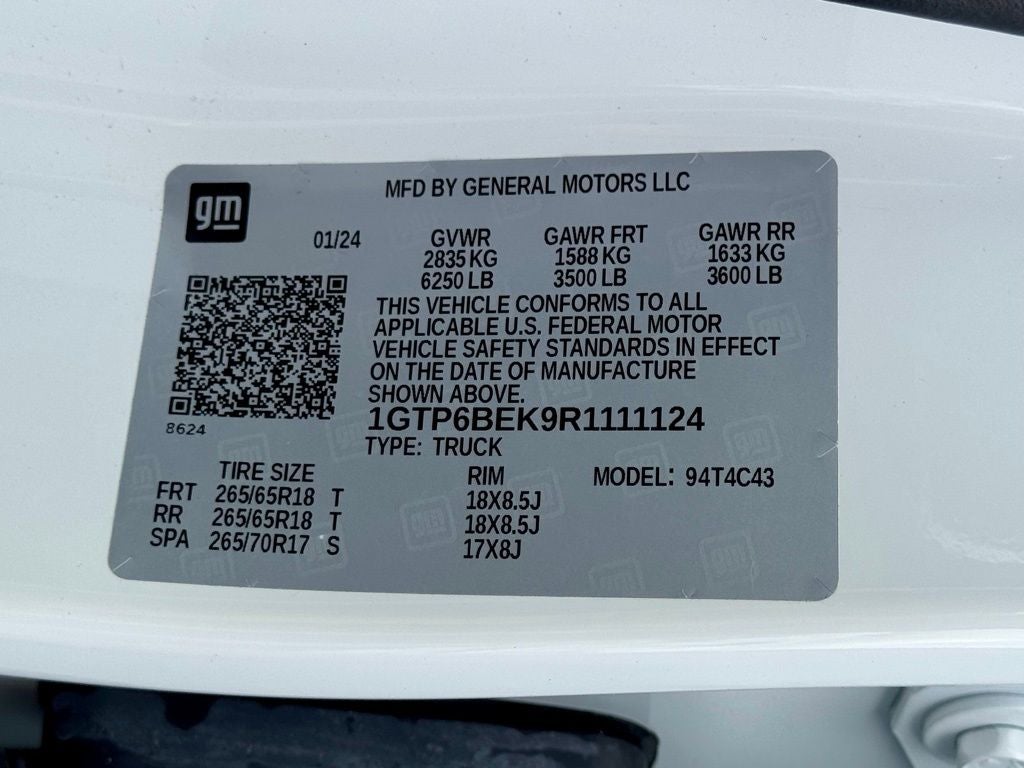 gm
MFD BY GENERAL MOTORS LLC
01/24 GVWR GAWR FRT GAWR RR
2835 KG 1588 KG 1633 KG
6250 LB 3500 LB 3600 LB
THIS VEHICLE CONFORMS TO ALL
APPLICABLE U.S. FEDERAL MOTOR
VEHICLE SAFETY STANDARDS IN EFFECT
ON THE DATE OF MANUFACTURE
SHOWN ABOVE.
8624
1GTP6BEK9R1111124
TYPE: TRUCK
TIRE SIZE RIM MODEL: 94T4C43
FRT 265/65R18 T 18X8.5J
RR 265/65R18 T 18X8.5J
SPA 265/70R17 S 17X8J